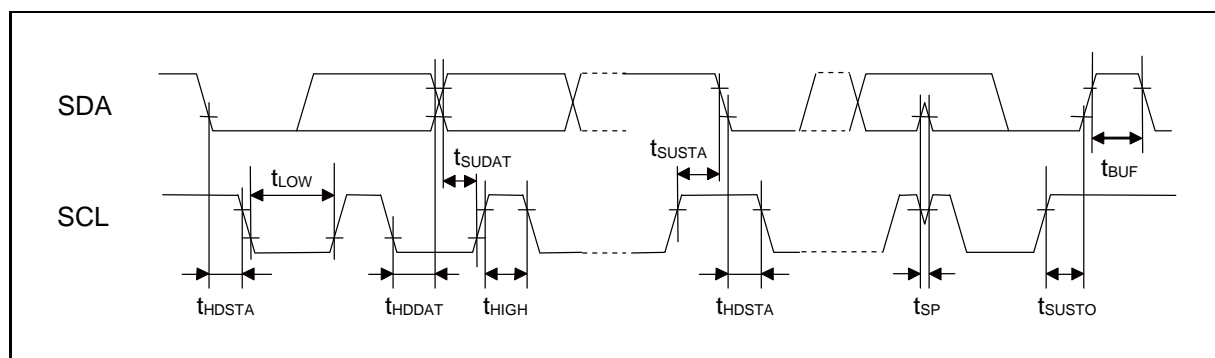 SDA
tSUDAT
tSUSTA
tLOW
tBUF
SCL
tHDSTA
tHDDAT
tHIGH
tHDSTA
tSP
tSUSTO